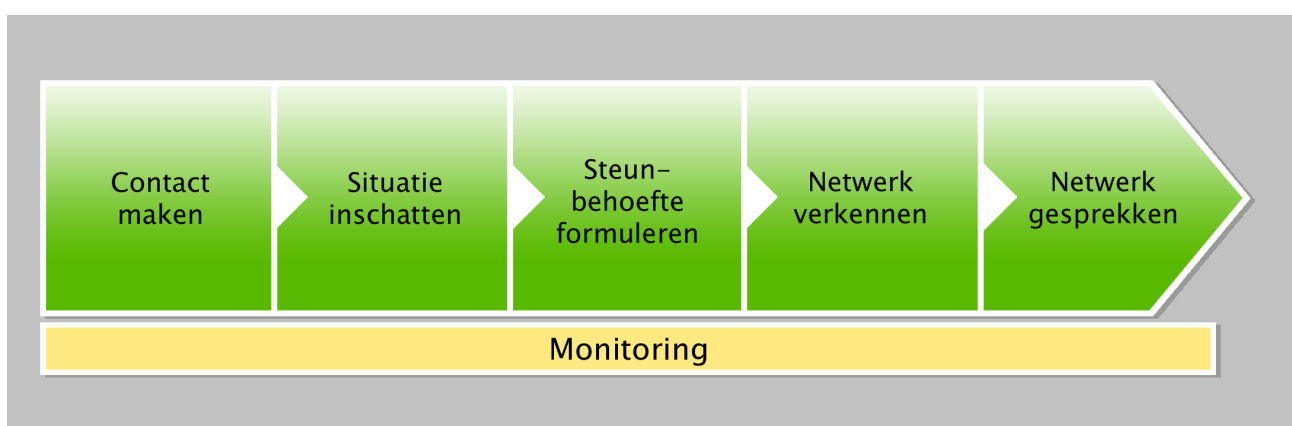 Contact
maken
Situatie
inschatten
Steun-
behoefte
formuleren
Netwerk
verkennen
Netwerk
gesprekken
Monitoring